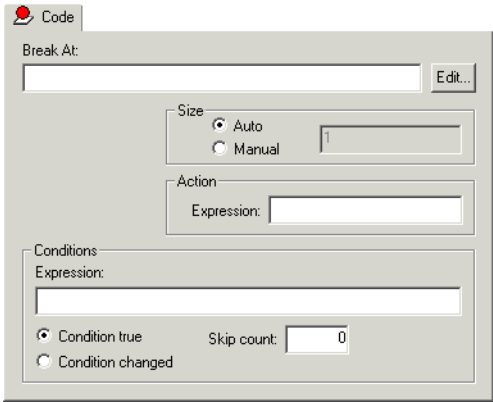 Code
Break At:
Edit...
Size
Auto
Manual
1
Action
Expression:
Conditions
Expression:
Condition true
Skip count: 0
Condition changed